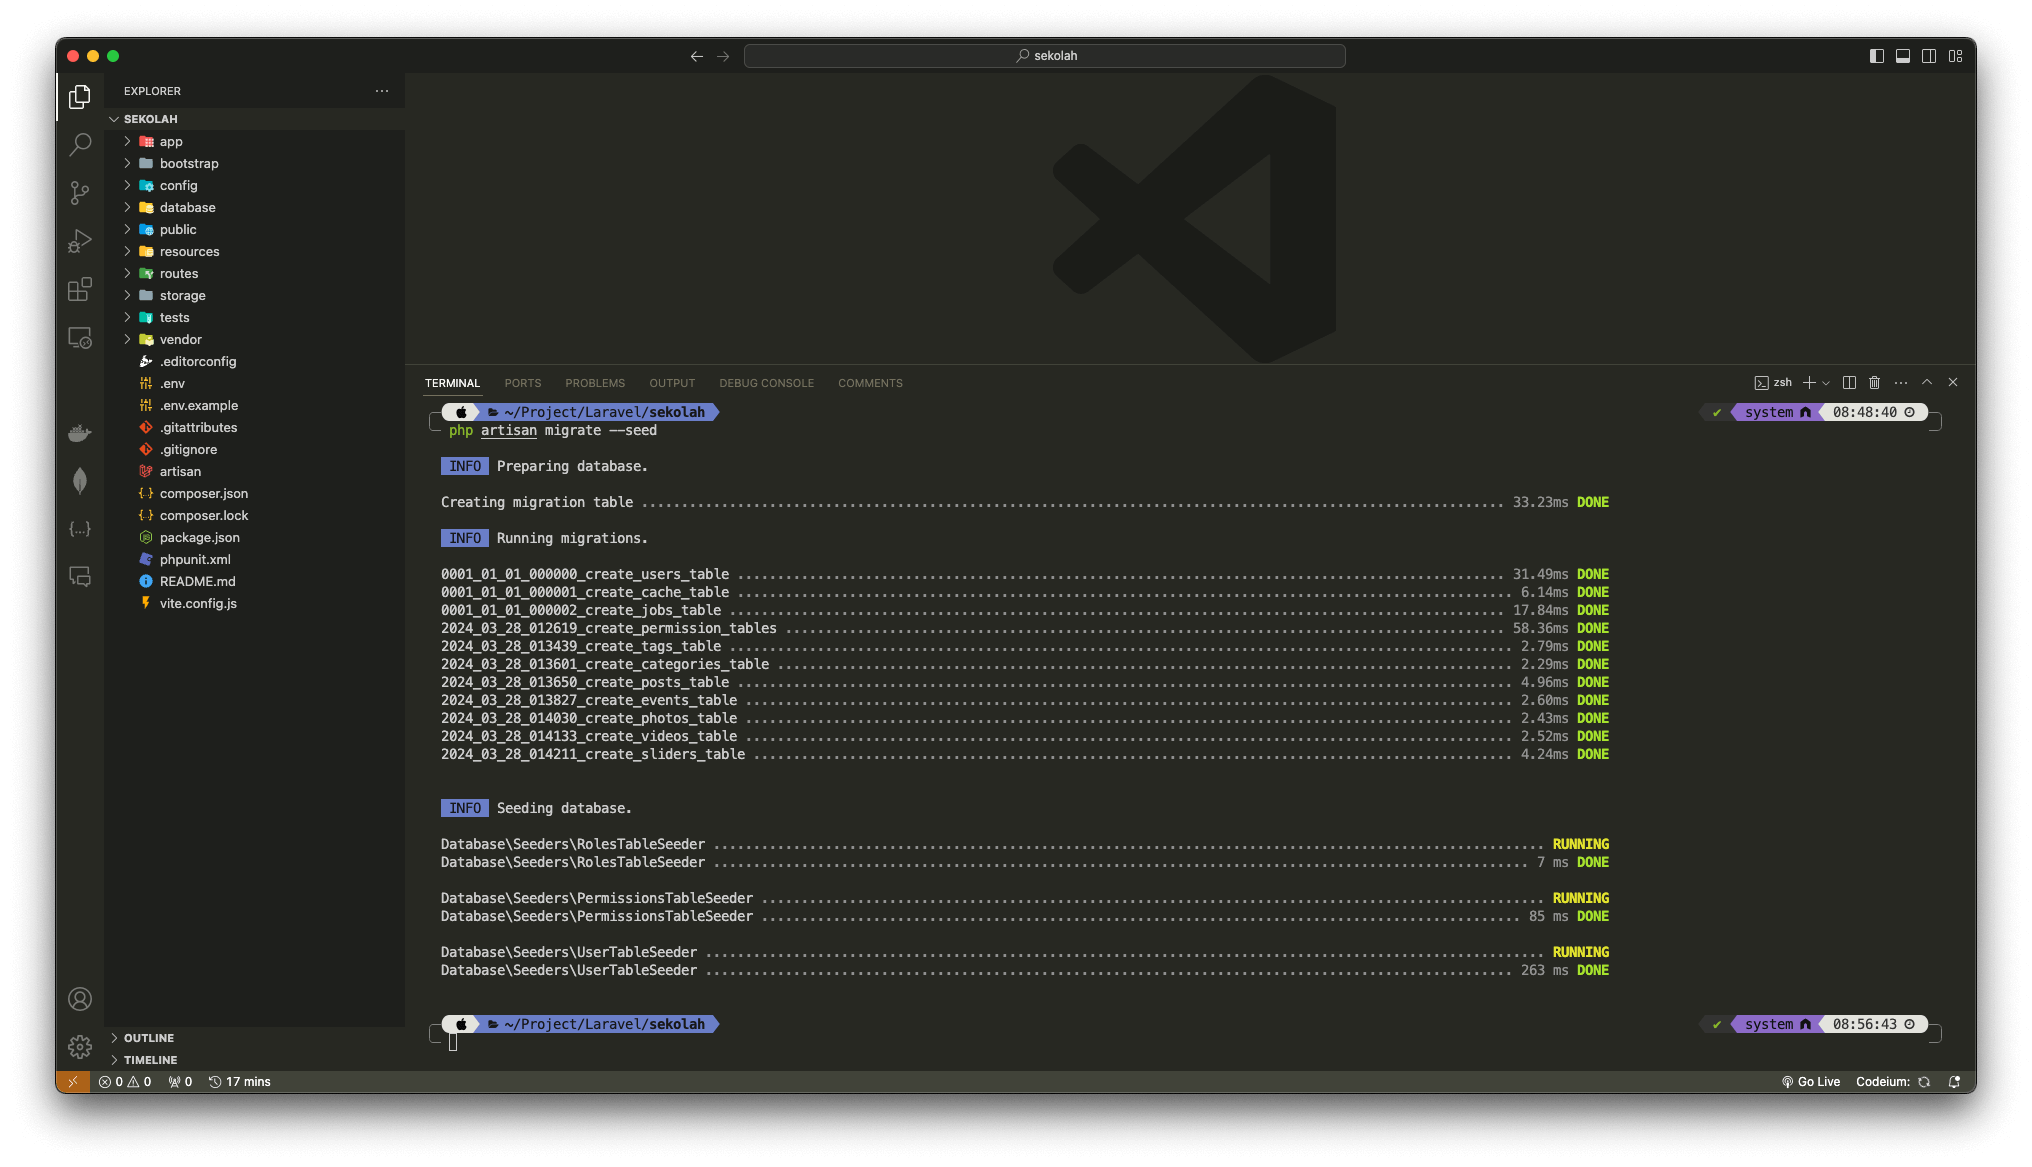 sekolah
EXPLORER
SEKOLAH
app
bootstrap
config
database
public
resources
routes
storage
tests
vendor
.editorconfig
.env
.env.example
.gitattributes
.gitignore
artisan
composer.json
composer.lock
package.json
phpunit.xml
README.md
vite.config.js
OUTLINE
TIMELINE
TERMINAL PORTS PROBLEMS OUTPUT DEBUG CONSOLE COMMENTS zsh
~/Project/Laravel/sekolah ✔ system 08:48:40
php artisan migrate --seed
INFO Preparing database.
Creating migration table ............................................................................................................ 33.23ms DONE
INFO Running migrations.
0001_01_01_000000_create_users_table ................................................................................................ 31.49ms DONE
0001_01_01_000001_create_cache_table ................................................................................................. 6.14ms DONE
0001_01_01_000002_create_jobs_table ................................................................................................. 17.84ms DONE
2024_03_28_012619_create_permission_tables .......................................................................................... 58.36ms DONE
2024_03_28_013439_create_tags_table .................................................................................................. 2.79ms DONE
2024_03_28_013601_create_categories_table ............................................................................................ 2.29ms DONE
2024_03_28_013650_create_posts_table ................................................................................................. 4.96ms DONE
2024_03_28_013827_create_events_table ................................................................................................ 2.60ms DONE
2024_03_28_014030_create_photos_table ................................................................................................ 2.43ms DONE
2024_03_28_014133_create_videos_table ................................................................................................ 2.52ms DONE
2024_03_28_014211_create_sliders_table ............................................................................................... 4.24ms DONE
INFO Seeding database.
Database\Seeders\RolesTableSeeder ........................................................................................................ RUNNING
Database\Seeders\RolesTableSeeder ...................................................................................................... 7 ms DONE
Database\Seeders\PermissionsTableSeeder .................................................................................................. RUNNING
Database\Seeders\PermissionsTableSeeder ............................................................................................... 85 ms DONE
Database\Seeders\UserTableSeeder ......................................................................................................... RUNNING
Database\Seeders\UserTableSeeder ..................................................................................................... 263 ms DONE
~/Project/Laravel/sekolah ✔ system 08:56:43
0 0 0 17 mins Go Live Codeium: